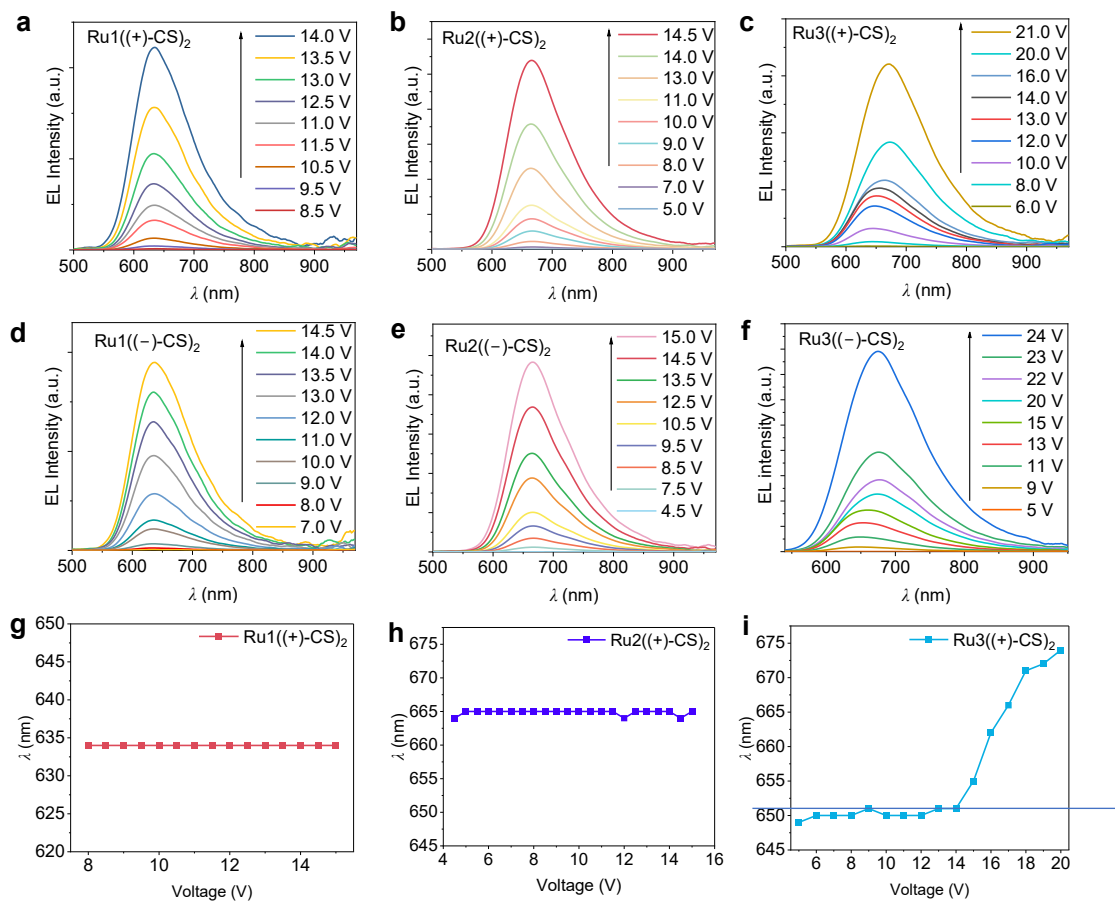 a
Ru1((+)-CS)2
14.0 V
13.5 V
13.0 V
12.5 V
11.0 V
11.5 V
10.5 V
9.5 V
8.5 V
EL Intensity (a.u.)
500 600 700 800 900
λ (nm)
b
Ru2((+)-CS)2
14.5 V
14.0 V
13.0 V
11.0 V
10.0 V
9.0 V
8.0 V
7.0 V
5.0 V
EL Intensity (a.u.)
500 600 700 800 900
λ (nm)
c
Ru3((+)-CS)2
21.0 V
20.0 V
16.0 V
14.0 V
13.0 V
12.0 V
10.0 V
8.0 V
6.0 V
EL Intensity (a.u.)
500 600 700 800 900
λ (nm)
d
Ru1((−)-CS)2
14.5 V
14.0 V
13.5 V
13.0 V
12.0 V
11.0 V
10.0 V
9.0 V
8.0 V
7.0 V
EL Intensity (a.u.)
500 600 700 800 900
λ (nm)
e
Ru2((−)-CS)2
15.0 V
14.5 V
13.5 V
12.5 V
10.5 V
9.5 V
8.5 V
7.5 V
4.5 V
EL Intensity (a.u.)
500 600 700 800 900
λ (nm)
f
Ru3((−)-CS)2
24 V
23 V
22 V
20 V
15 V
13 V
11 V
9 V
5 V
EL intensity (a.u.)
600 700 800 900
λ (nm)
g
Ru1((+)-CS)2
650
645
640
635
630
625
620
λ (nm)
8 10 12 14
Voltage (V)
h
Ru2((+)-CS)2
675
670
665
660
655
650
645
λ (nm)
4 6 8 10 12 14 16
Voltage (V)
i
Ru3((+)-CS)2
675
670
665
660
655
650
645
λ (nm)
6 8 10 12 14 16 18 20
Voltage (V)